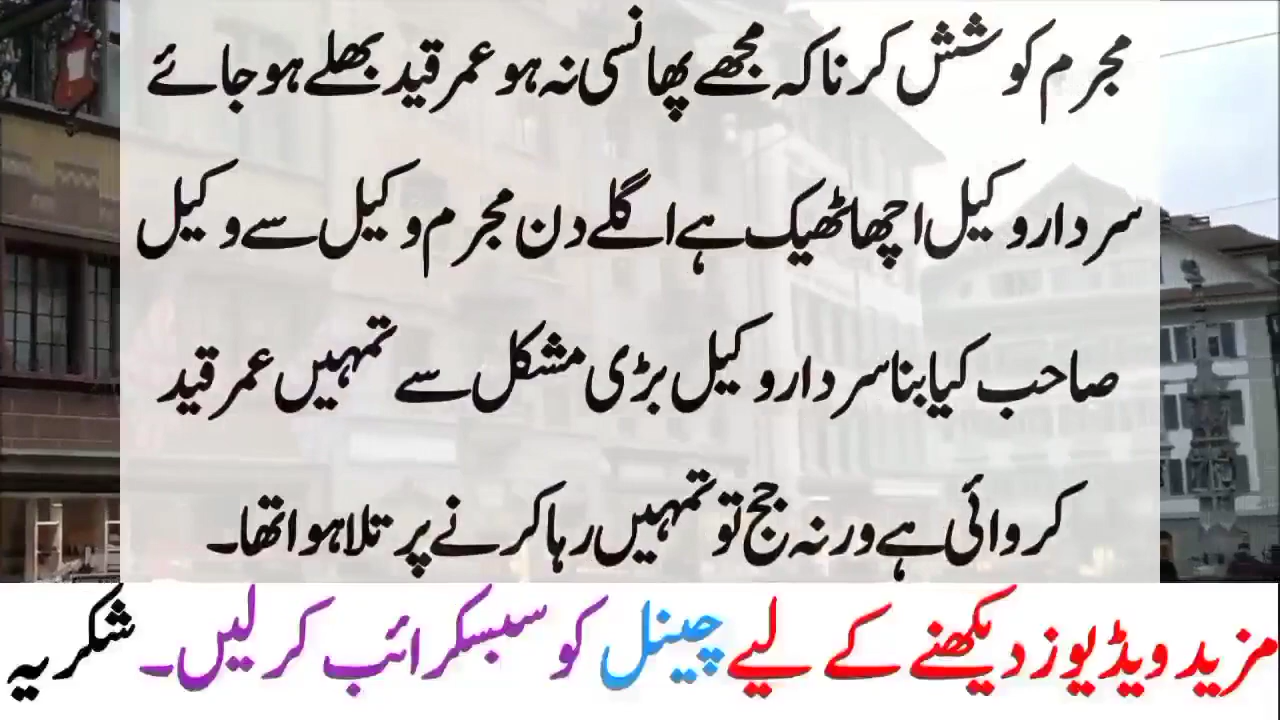 مجرم کوشش کرنا کہ مجھے پھانسی نہ ہو عمر قید بھلے ہو جائے
سردار وکیل اچھا ٹھیک ہے اگلے دن مجرم وکیل سے وکیل
صاحب کیا بنا سردار وکیل بڑی مشکل سے تمہیں عمر قید
کروائی ہے ورنہ جج تو تمہیں رہا کرنے پر تلا ہوا تھا۔
مزید ویڈیوز دیکھنے کے لیے چینل کو سبسکرائب کر لیں۔ شکریہ